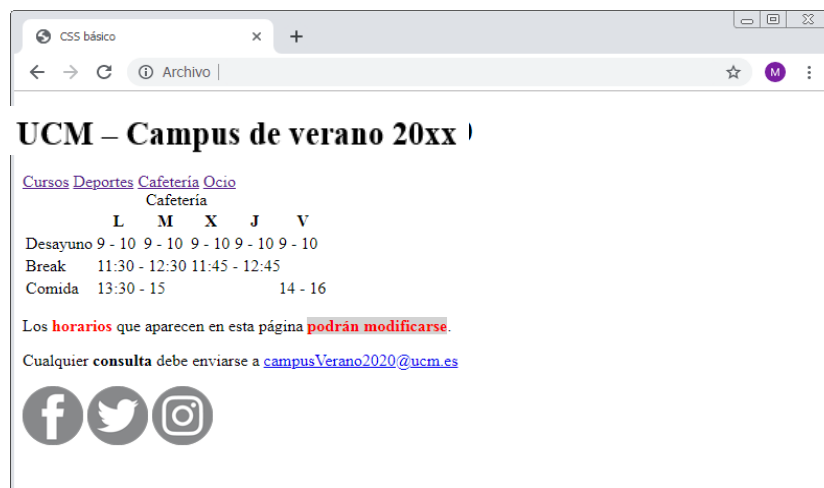 CSS básico
Archivo
M
UCM – Campus de verano 20xx
Cursos Deportes Cafetería Ocio
Cafetería
L M X J V
Desayuno 9 - 10 9 - 10 9 - 10 9 - 10 9 - 10
Break 11:30 - 12:30 11:45 - 12:45
Comida 13:30 - 15 14 - 16
Los horarios que aparecen en esta página podrán modificarse.
Cualquier consulta debe enviarse a campusVerano2020@ucm.es